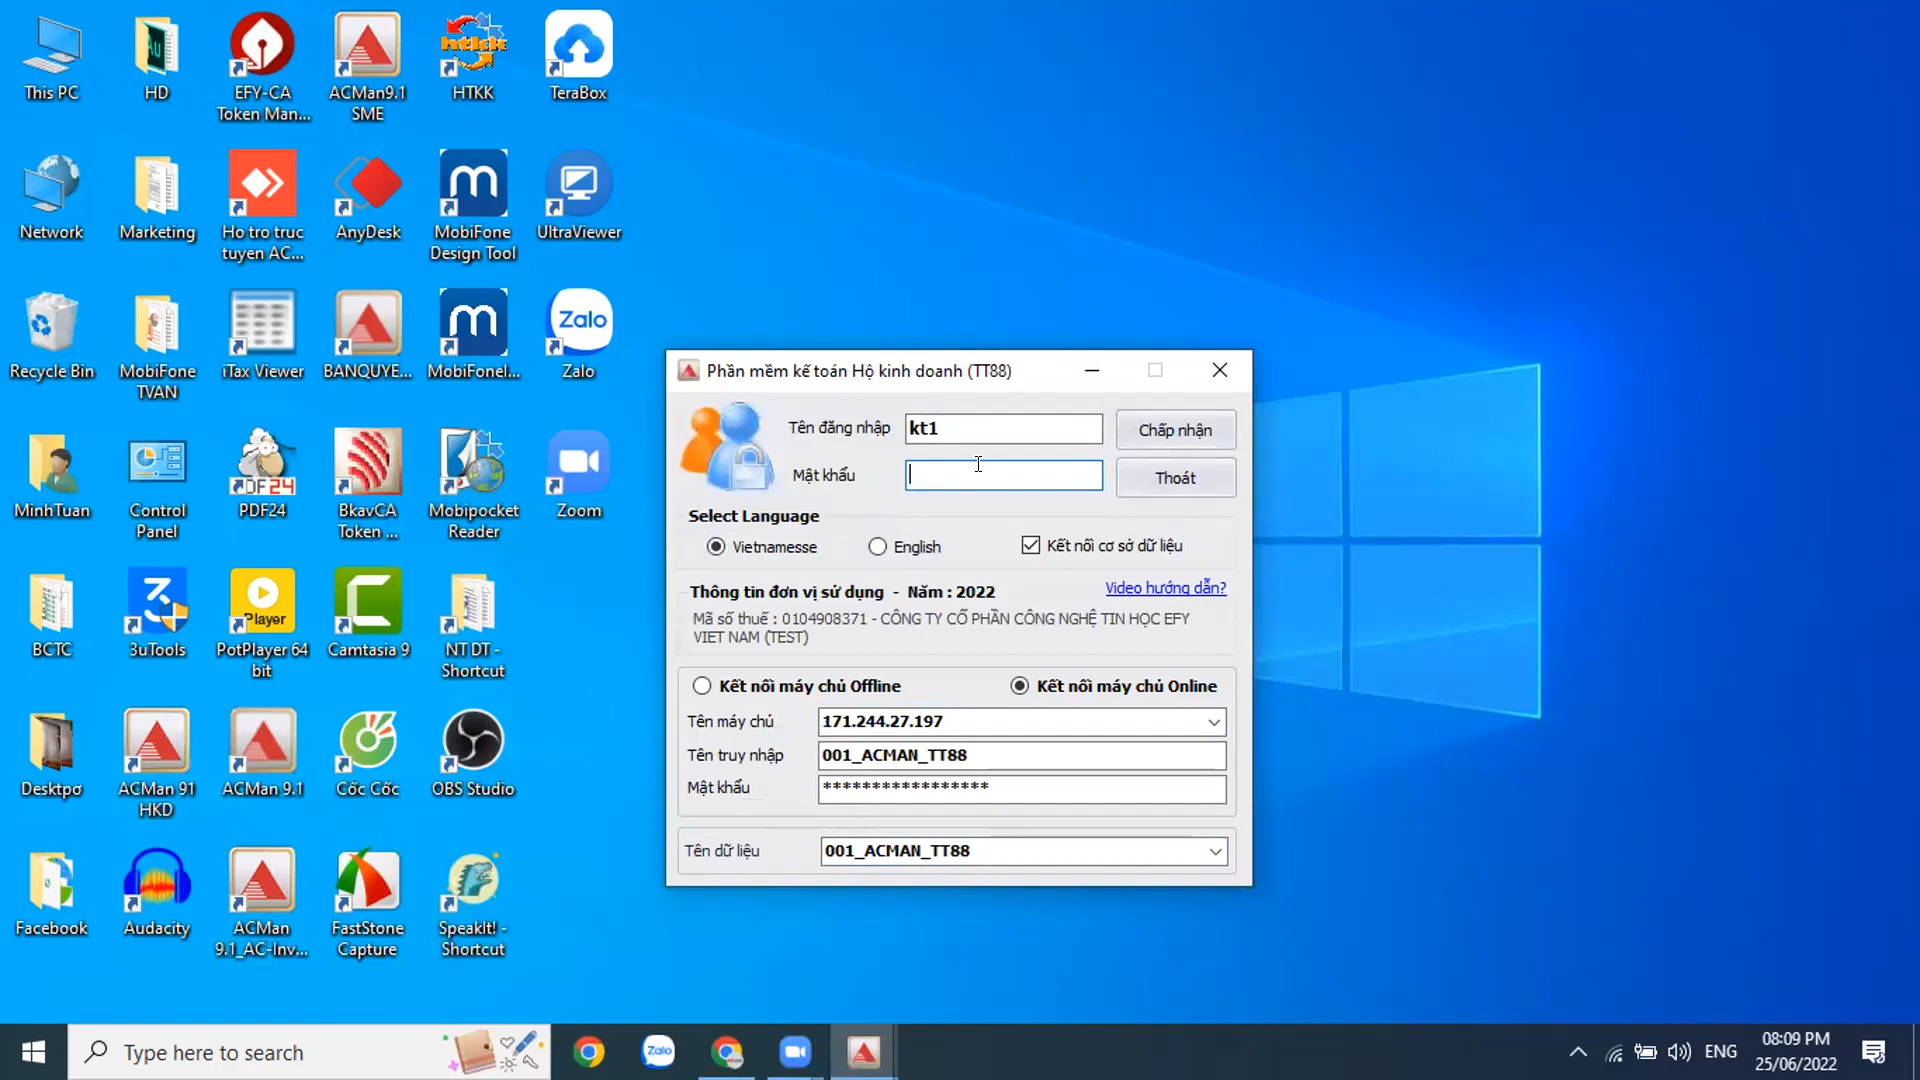 This PC
HD
EFY-CA
Token Man...
ACMan9.1
SME
htkk
HTKK
TeraBox
Network
Marketing
Ho tro truc
tuyen AC...
AnyDesk
MobiFone
Design Tool
UltraViewer
Recycle Bin
MobiFone
TVAN
iTax Viewer
BANQUYE...
MobiFoneI...
Zalo
Zalo
MinhTuan
Control
Panel
PDF24
BkavCA
Token ...
Mobipocket
Reader
Zoom
BCTC
3uTools
Player
PotPlayer 64
bit
Camtasia 9
NT DT -
Shortcut
Desktpo
ACMan 91
HKD
ACMan 9.1
Cốc Cốc
OBS Studio
Facebook
Audacity
ACMan
9.1_AC-Inv...
FastStone
Capture
SpeakIt! -
Shortcut
Phần mềm kế toán Hộ kinh doanh (TT88)
Tên đăng nhập kt1 Chấp nhận
Mật khẩu Thoát
Select Language
Vietnamesse English Kết nối cơ sở dữ liệu
Thông tin đơn vị sử dụng - Năm : 2022 Video hướng dẫn?
Mã số thuế : 0104908371 - CÔNG TY CỔ PHẦN CÔNG NGHỆ TIN HỌC EFY
VIET NAM (TEST)
Kết nối máy chủ Offline Kết nối máy chủ Online
Tên máy chủ 171.244.27.197
Tên truy nhập 001_ACMAN_TT88
Mật khẩu *****************
Tên dữ liệu 001_ACMAN_TT88
Type here to search
Zalo
ENG
08:09 PM
25/06/2022